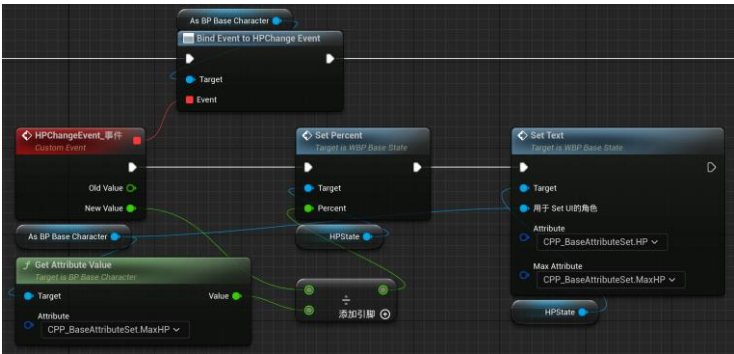 As BP Base Character
Bind Event to HPChange Event
Target
Event
HPChangeEvent_事件
Custom Event
Old Value
New Value
Set Percent
Target is WBP Base State
Target
Percent
Set Text
Target is WBP Base State
Target
用于 Set UI的角色
Attribute
CPP_BaseAttributeSet.HP
Max Attribute
CPP_BaseAttributeSet.MaxHP
As BP Base Character
HPState
f Get Attribute Value
Target is BP Base Character
Target
Value
Attribute
CPP_BaseAttributeSet.MaxHP
÷
添加引脚
HPState